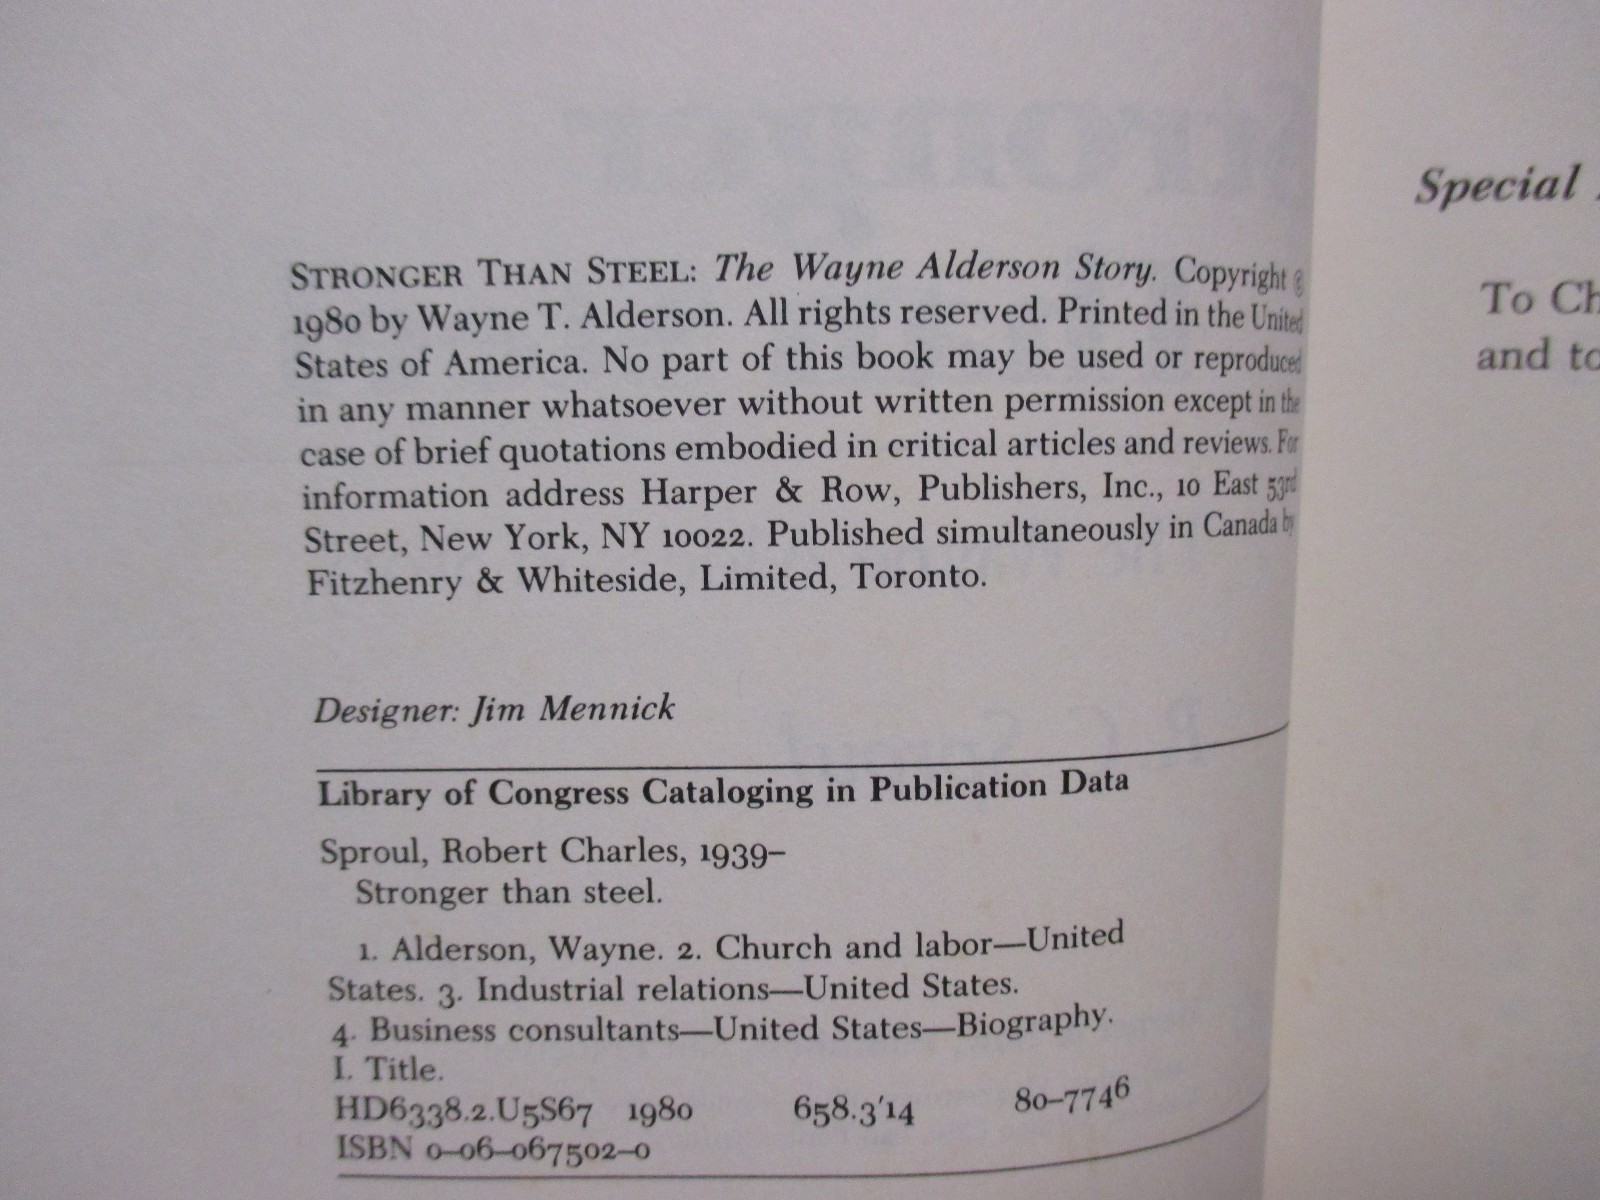 STRONGER THAN STEEL: The Wayne Alderson Story. Copyright ©
1980 by Wayne T. Alderson. All rights reserved. Printed in the United
States of America. No part of this book may be used or reproduced
in any manner whatsoever without written permission except in the
case of brief quotations embodied in critical articles and reviews. For
information address Harper & Row, Publishers, Inc., 10 East 53rd
Street, New York, NY 10022. Published simultaneously in Canada by
Fitzhenry & Whiteside, Limited, Toronto.
Designer: Jim Mennick
Library of Congress Cataloging in Publication Data
Sproul, Robert Charles, 1939–
Stronger than steel.
1. Alderson, Wayne. 2. Church and labor—United
States. 3. Industrial relations—United States.
4. Business consultants—United States—Biography.
I. Title.
HD6338.2.U5S67 1980 658.3'14 80–7746
ISBN 0–06–067502–0
Special
To Ch
and to